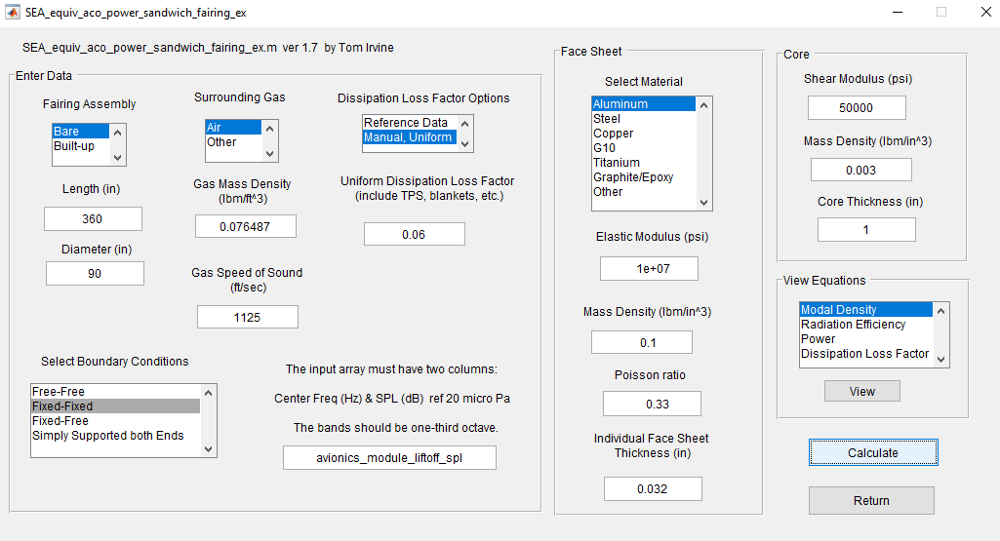 SEA_equiv_aco_power_sandwich_fairing_ex
SEA_equiv_aco_power_sandwich_fairing_ex.m ver 1.7 by Tom Irvine
Enter Data
Fairing Assembly
Bare
Built-up
Length (in)
360
Diameter (in)
90
Surrounding Gas
Air
Other
Gas Mass Density
(lbm/ft^3)
0.076487
Gas Speed of Sound
(ft/sec)
1125
Dissipation Loss Factor Options
Reference Data
Manual, Uniform
Uniform Dissipation Loss Factor
(include TPS, blankets, etc.)
0.06
Select Boundary Conditions
Free-Free
Fixed-Fixed
Fixed-Free
Simply Supported both Ends
The input array must have two columns:
Center Freq (Hz) & SPL (dB) ref 20 micro Pa
The bands should be one-third octave.
avionics_module_liftoff_spl
Face Sheet
Select Material
Aluminum
Steel
Copper
G10
Titanium
Graphite/Epoxy
Other
Elastic Modulus (psi)
1e+07
Mass Density (lbm/in^3)
0.1
Poisson ratio
0.33
Individual Face Sheet
Thickness (in)
0.032
Core
Shear Modulus (psi)
50000
Mass Density (lbm/in^3)
0.003
Core Thickness (in)
1
View Equations
Modal Density
Radiation Efficiency
Power
Dissipation Loss Factor
View
Calculate
Return